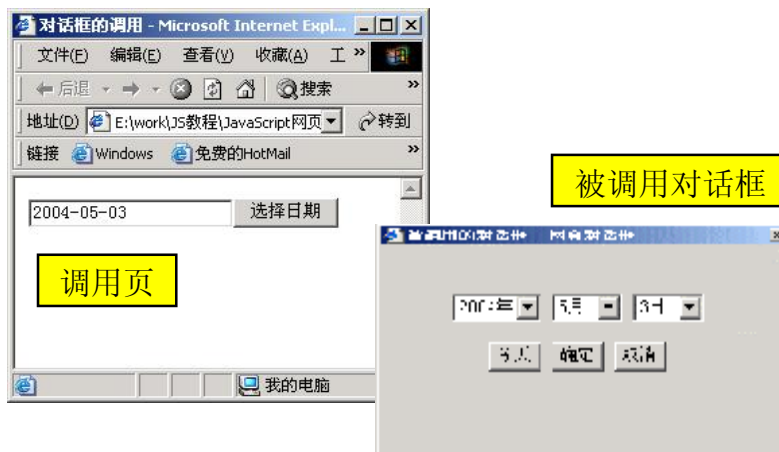 对话框的调用 - Microsoft Internet Expl...
文件(F) 编辑(E) 查看(V) 收藏(A) 工 »
后退 搜索 »
地址(D) E:\work\JS教程\JavaScript网页 转到
链接 Windows 免费的HotMail »
2004-05-03 选择日期
调用页
我的电脑
被调用对话框
确定 取消